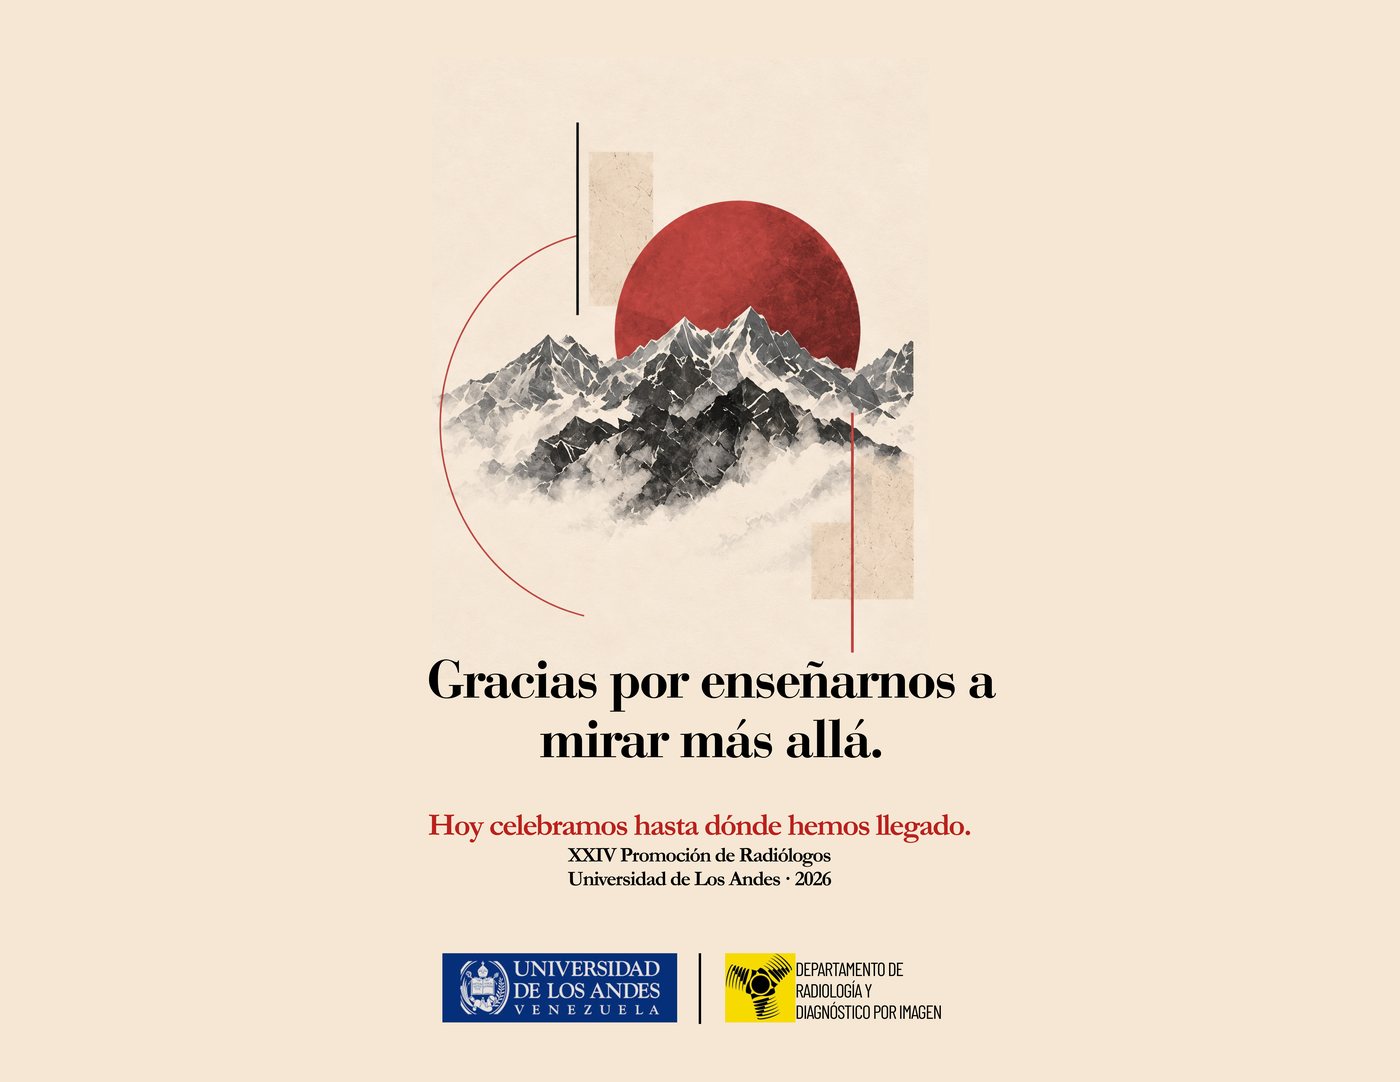 Gracias por enseñarnos a
mirar más allá.
Hoy celebramos hasta dónde hemos llegado.
XXIV Promoción de Radiólogos
Universidad de Los Andes · 2026
UNIVERSIDAD
DE LOS ANDES
VENEZUELA
DEPARTAMENTO DE
RADIOLOGÍA Y
DIAGNÓSTICO POR IMAGEN